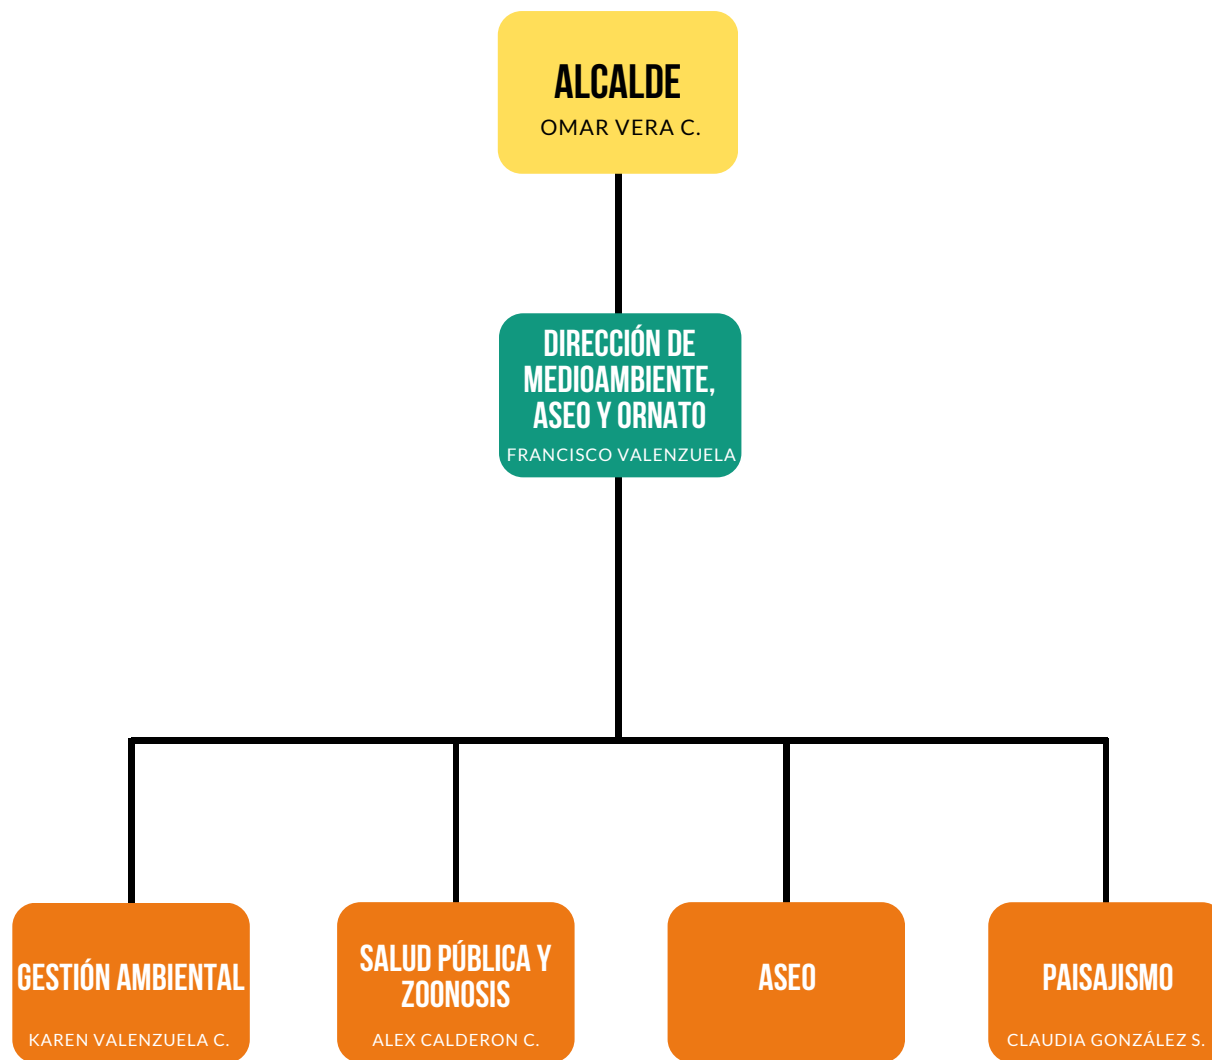 ALCALDE
OMAR VERA C.
DIRECCIÓN DE
MEDIOAMBIENTE,
ASEO Y ORNATO
FRANCISCO VALENZUELA
GESTIÓN AMBIENTAL
KAREN VALENZUELA C.
SALUD PÚBLICA Y
ZOONOSIS
ALEX CALDERON C.
ASEO
PAISAJISMO
CLAUDIA GONZÁLEZ S.